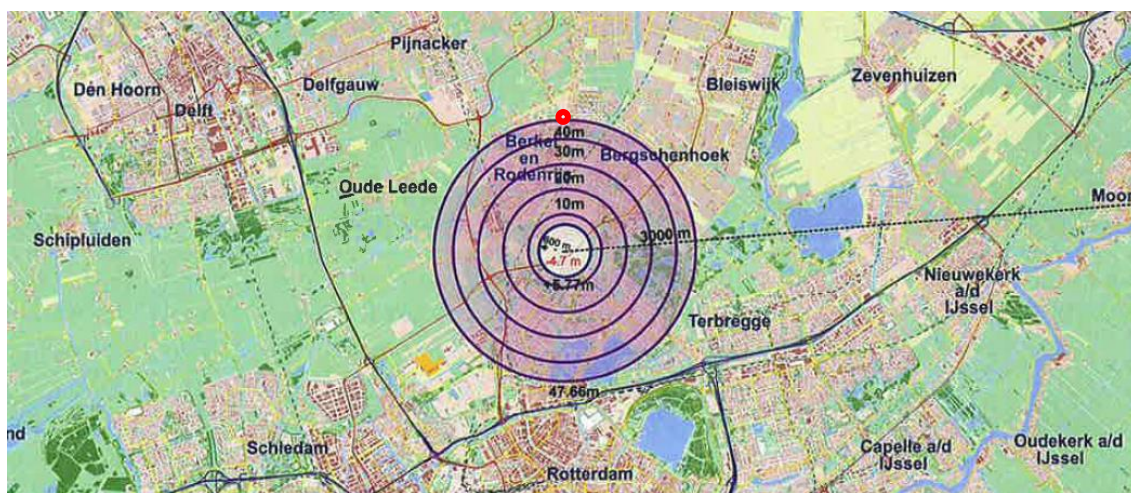 Pijnacker
Den Hoorn
Delfgauw
Bleiswijk
Zevenhuizen
Delft
40m
Berkel
en
Rodenrijs
30m
Bergschenhoek
20m
Oude Leede
10m
Moor
Schipluiden
3000 m
-4.7 m
+5.77m
Nieuwekerk
a/d
IJssel
Terbregge
47.66m
nd
Schiedam
Rotterdam
Capelle a/d
IJssel
Oudekerk a/d
IJssel